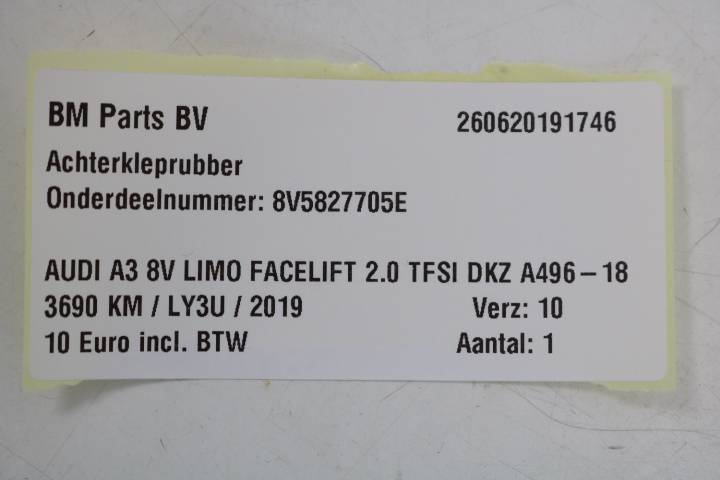 BM Parts BV 260620191746
Achterkleprubber
Onderdeelnummer: 8V5827705E
AUDI A3 8V LIMO FACELIFT 2.0 TFSI DKZ A496-18
3690 KM / LY3U / 2019 Verz: 10
10 Euro incl. BTW Aantal: 1